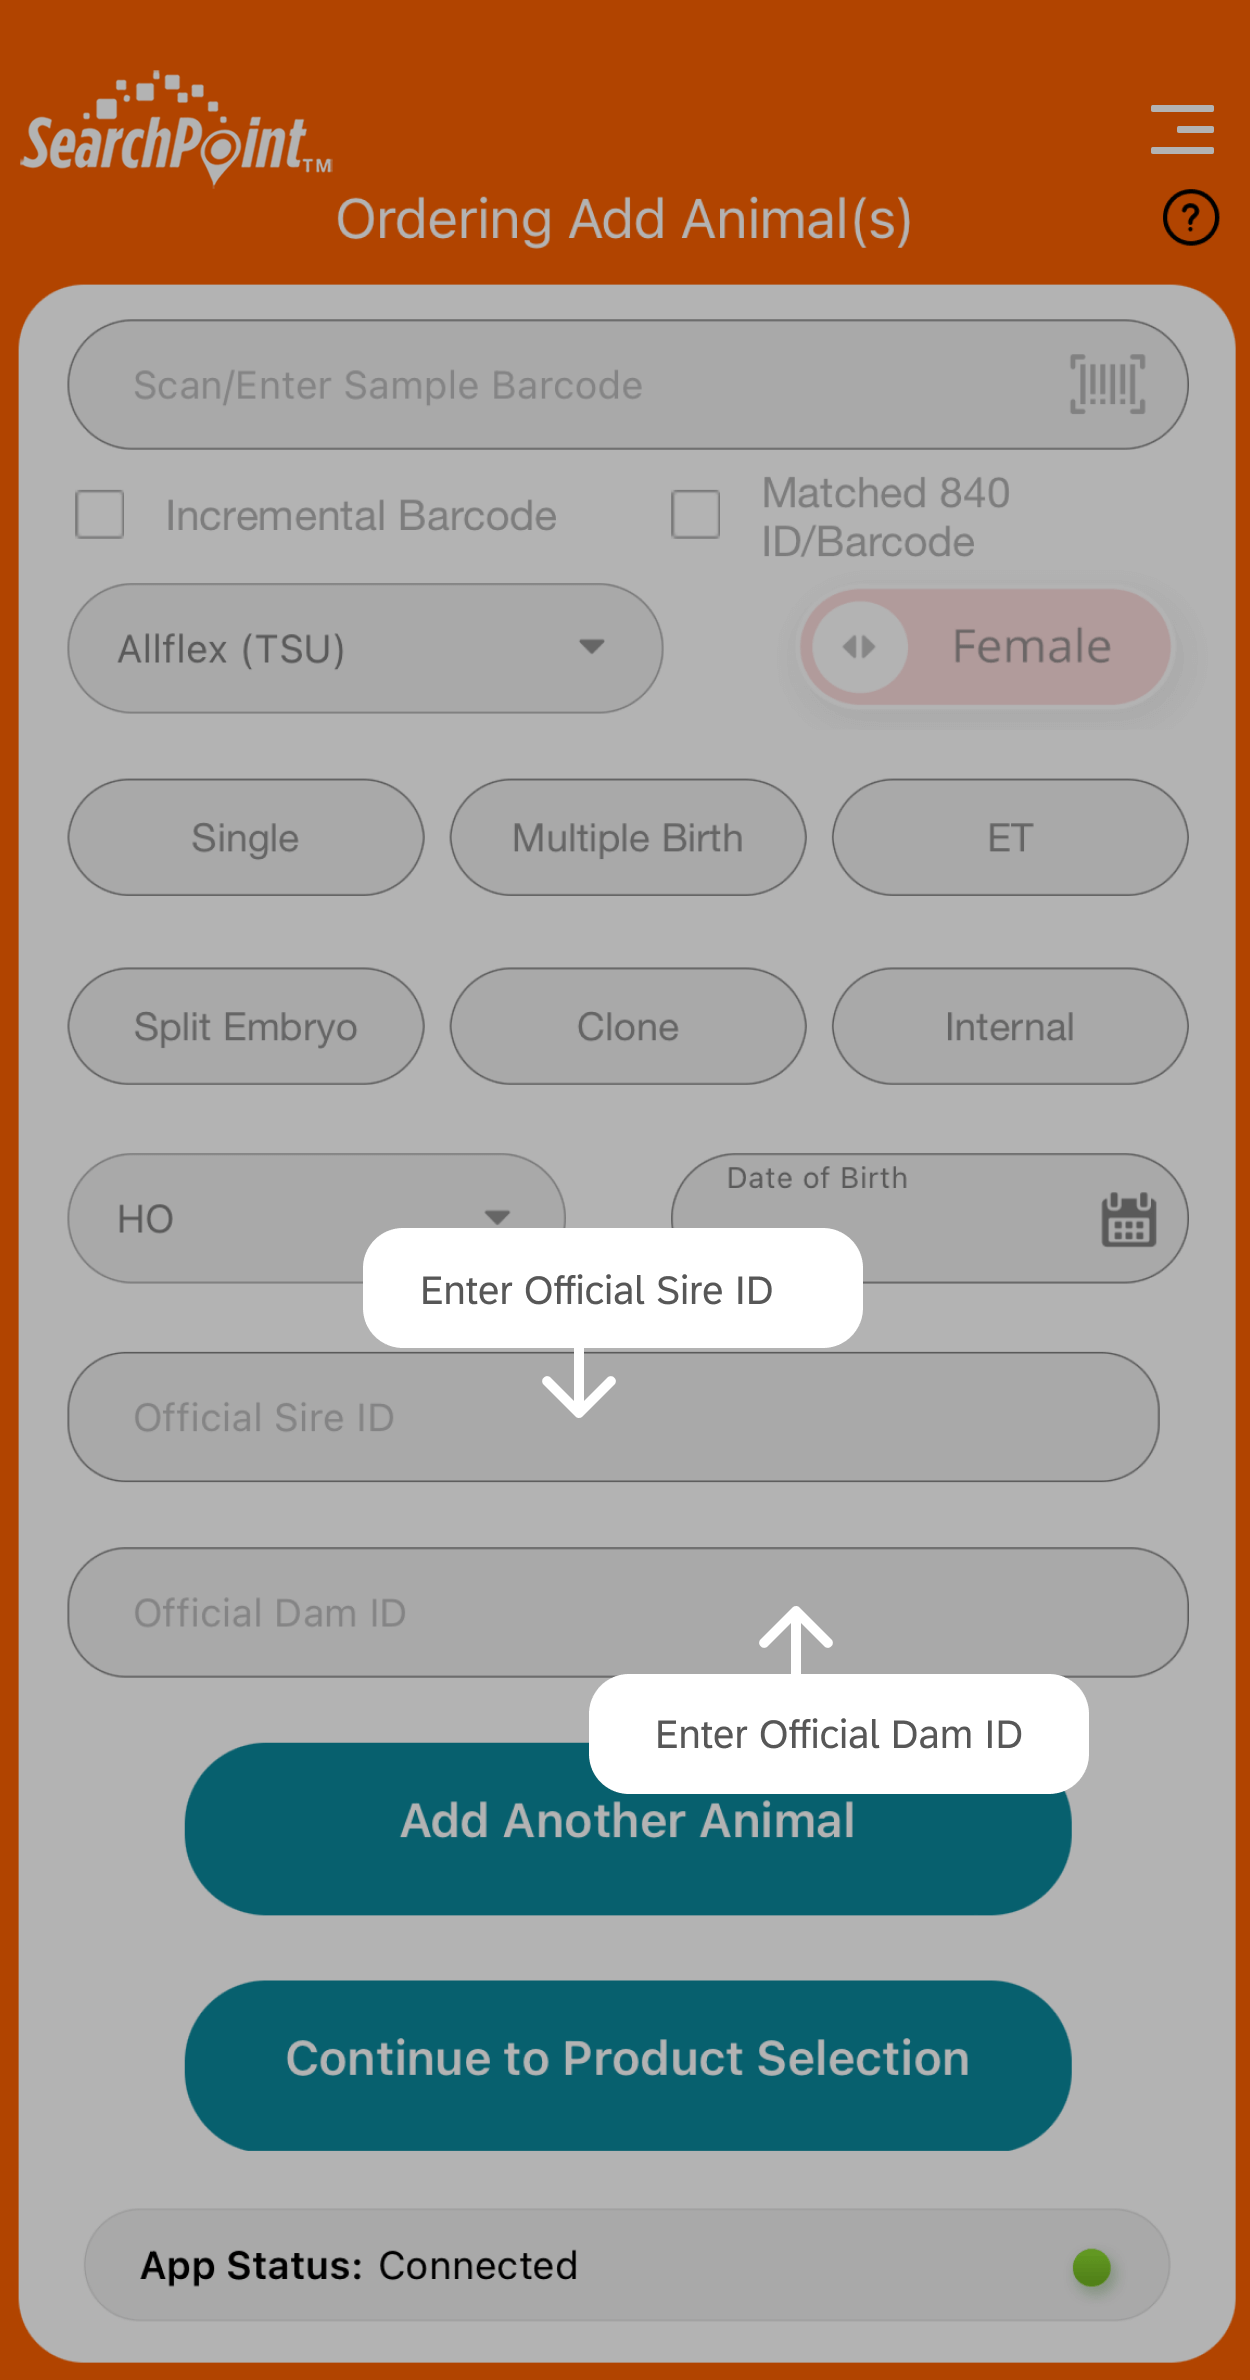 SearchPoint™
Ordering Add Animal(s)
?
Scan/Enter Sample Barcode
Incremental Barcode
Matched 840
ID/Barcode
Allflex (TSU)
Female
Single
Multiple Birth
ET
Split Embryo
Clone
Internal
HO
Date of Birth
Enter Official Sire ID
Official Sire ID
Official Dam ID
Enter Official Dam ID
Add Another Animal
Continue to Product Selection
App Status: Connected